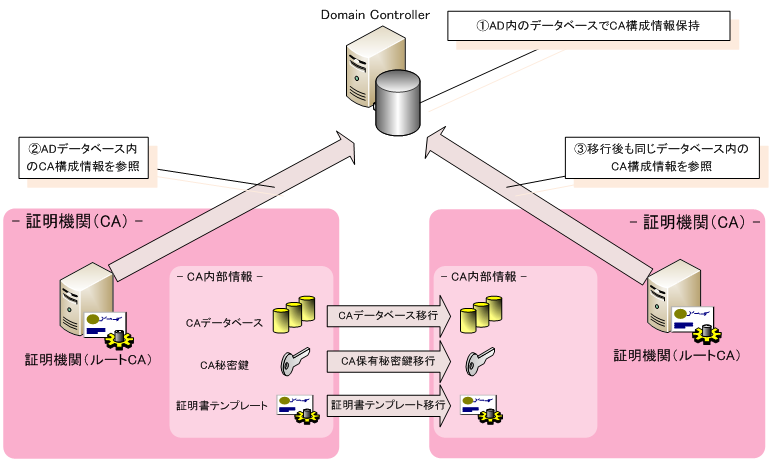 Domain Controller
①AD内のデータベースでCA構成情報保持
②ADデータベース内
のCA構成情報を参照
③移行後も同じデータベース内の
CA構成情報を参照
- 証明機関(CA) -
- 証明機関(CA) -
- CA内部情報 -
- CA内部情報 -
CAデータベース
CAデータベース移行
証明機関(ルートCA)
証明機関(ルートCA)
CA秘密鍵
CA保有秘密鍵移行
証明書テンプレート
証明書テンプレート移行